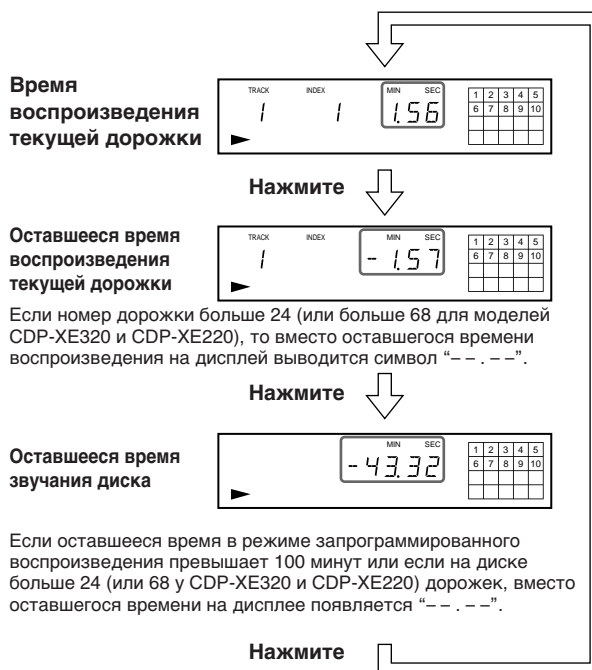 Время
воспроизведения
текущей дорожки
TRACK INDEX MIN SEC
1 1 1.56
1 2 3 4 5
6 7 8 9 10
Нажмите
Оставшееся время
воспроизведения
текущей дорожки
TRACK INDEX MIN SEC
1 - 1.57
1 2 3 4 5
6 7 8 9 10
Если номер дорожки больше 24 (или больше 68 для моделей
CDP-XE320 и CDP-XE220), то вместо оставшегося времени
воспроизведения на дисплей выводится символ “– – . – –”.
Нажмите
Оставшееся время
звучания диска
MIN SEC
- 43.32
1 2 3 4 5
6 7 8 9 10
Если оставшееся время в режиме запрограммированного
воспроизведения превышает 100 минут или если на диске
больше 24 (или 68 у CDP-XE320 и CDP-XE220) дорожек, вместо
оставшегося времени на дисплее появляется “– – . – –”.
Нажмите